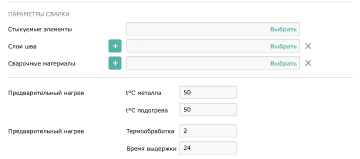 ПАРАМЕТРЫ СВАРКИ
Стыкуемые элементы Выбрать
Слои шва + Выбрать ×
Сварочные материалы + Выбрать ×
Предварительный нагрев t°C металла 50
t°C подогрева 50
Предварительный нагрев Термообработка 2
Время выдержки 24